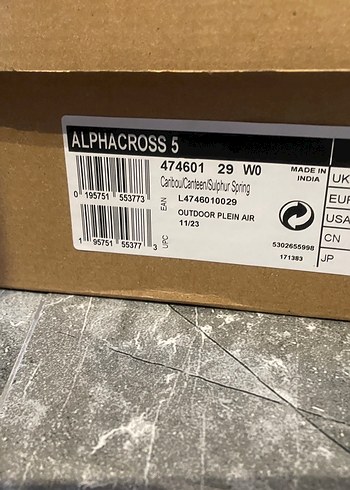 ALPHACROSS 5
474601 29 W0
MADE IN
INDIA
Caribou/Canteen/Sulphur Spring
0 195751 553773
EAN
L4746010029
OUTDOOR PLEIN AIR
11/23
1 95751 55377 3
UPC
5302655998
171383
UK
EUR
USA
CN
JP